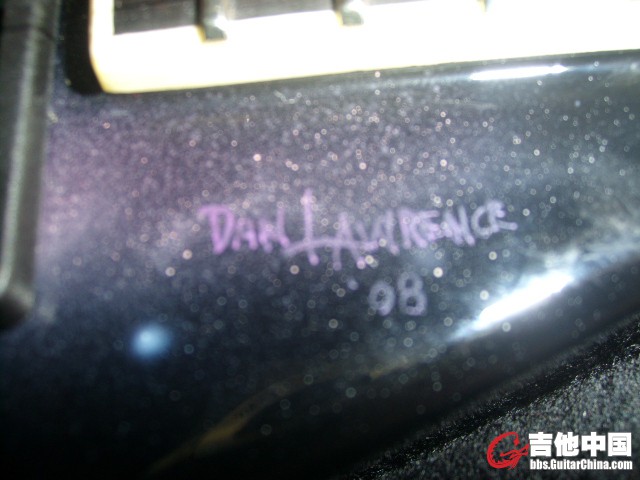 DAN LAWRENCE
'08
吉他中国
bbs.GuitarChina.com